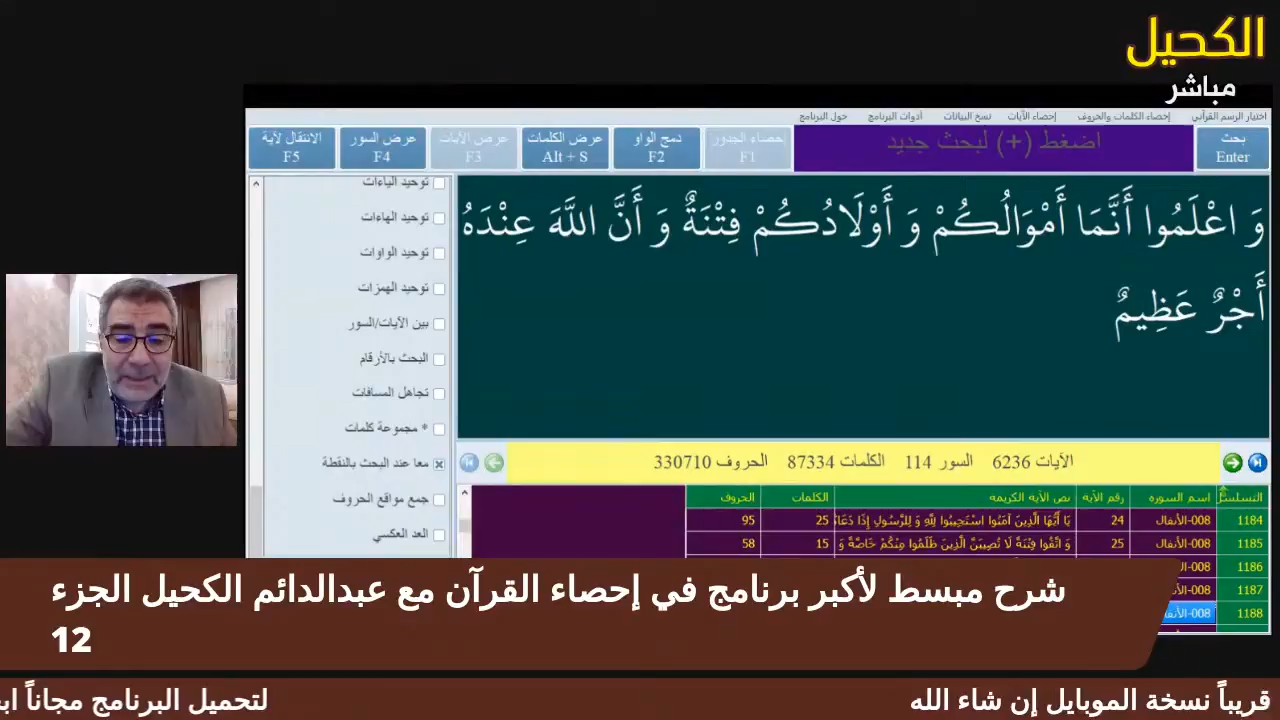 الكحيل
مباشر
اختيار الرسم القرآني إحصاء الكلمات والحروف إحصاء الآيات نسخ البيانات أدوات البرنامج حول البرنامج
بحث
Enter
اضغط (+) لبحث جديد
إحصاء الجذور
F1
دمج الواو
F2
عرض الكلمات
Alt + S
عرض الآيات
F3
عرض السور
F4
الانتقال لآية
F5
وَ اعْلَمُوا أَنَّمَا أَمْوَالُكُمْ وَ أَوْلَادُكُمْ فِتْنَةٌ وَ أَنَّ اللَّهَ عِنْدَهُ
أَجْرٌ عَظِيمٌ
توحيد الياءات
توحيد الهاءات
توحيد الواوات
توحيد الهمزات
بين الآيات/السور
البحث بالأرقام
تجاهل المسافات
* مجموعة كلمات
معا عند البحث بالنقطة
جمع مواقع الحروف
العد العكسي
الآيات 6236 السور 114 الكلمات 87334 الحروف 330710
التسلسل اسم السورة رقم الآية نص الآية الكريمة الكلمات الحروف
1184 008-الأنفال 24 يَا أَيُّهَا الَّذِينَ آمَنُوا اسْتَجِيبُوا لِلَّهِ وَ لِلرَّسُولِ إِذَا دَعَا 25 95
1185 008-الأنفال 25 وَ اتَّقُوا فِتْنَةً لَا تُصِيبَنَّ الَّذِينَ ظَلَمُوا مِنْكُمْ خَاصَّةً وَ 15 58
1186
1187
1188
شرح مبسط لأكبر برنامج في إحصاء القرآن مع عبدالدائم الكحيل الجزء
12
قريباً نسخة الموبايل إن شاء الله
لتحميل البرنامج مجاناً